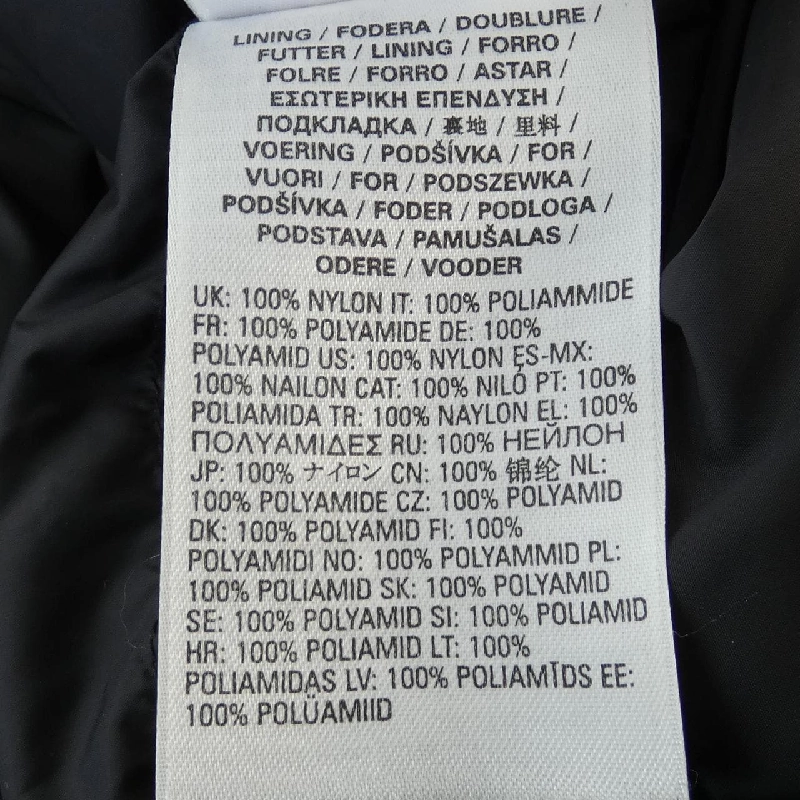 LINING / FODERA / DOUBLURE /
FUTTER / LINING / FORRO /
FOLRE / FORRO / ASTAR /
ΕΣΩΤΕΡΙΚΗ ΕΠΕΝΔΥΣΗ /
ПОДКЛАДКА / 裏地 / 里料 /
VOERING / PODŠÍVKA / FOR /
VUORI / FOR / PODSZEWKA /
PODŠÍVKA / FODER / PODLOGA /
PODSTAVA / PAMUŠALAS /
ODERE / VOODER
UK: 100% NYLON IT: 100% POLIAMMIDE
FR: 100% POLYAMIDE DE: 100%
POLYAMID US: 100% NYLON ES-MX:
100% NAILON CAT: 100% NILÓ PT: 100%
POLIAMIDA TR: 100% NAYLON EL: 100%
ΠΟΛΥΑΜΙΔΕΣ RU: 100% НЕЙЛОН
JP: 100% ナイロン CN: 100% 锦纶 NL:
100% POLYAMIDE CZ: 100% POLYAMID
DK: 100% POLYAMID FI: 100%
POLYAMIDI NO: 100% POLYAMMID PL:
100% POLIAMID SK: 100% POLYAMID
SE: 100% POLYAMID SI: 100% POLIAMID
HR: 100% POLIAMID LT: 100%
POLIAMIDAS LV: 100% POLIAMĪDS EE:
100% POLÜAMIID